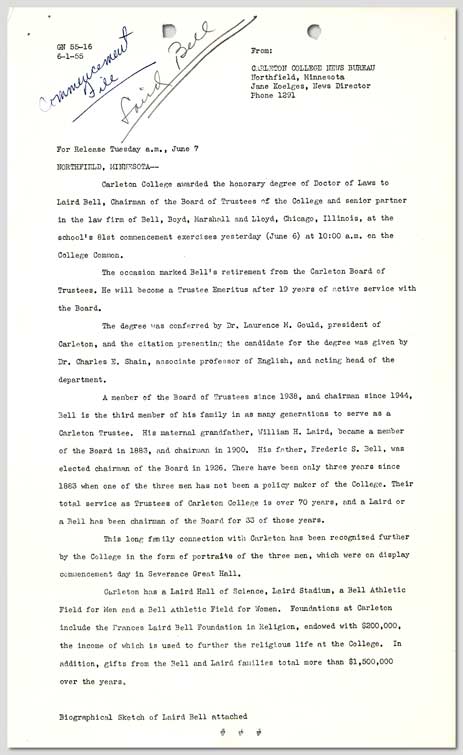 GN 55-16
6-1-55
Commencement
File
Laird Bell
From:
CARLETON COLLEGE NEWS BUREAU
Northfield, Minnesota
Jane Koelges, News Director
Phone 1291
For Release Tuesday a.m., June 7
NORTHFIELD, MINNESOTA--
Carleton College awarded the honorary degree of Doctor of Laws to
Laird Bell, Chairman of the Board of Trustees of the College and senior partner
in the law firm of Bell, Boyd, Marshall and Lloyd, Chicago, Illinois, at the
school's 81st commencement exercises yesterday (June 6) at 10:00 a.m. on the
College Common.
The occasion marked Bell's retirement from the Carleton Board of
Trustees. He will become a Trustee Emeritus after 19 years of active service with
the Board.
The degree was conferred by Dr. Laurence M. Gould, president of
Carleton, and the citation presenting the candidate for the degree was given by
Dr. Charles E. Shain, associate professor of English, and acting head of the
department.
A member of the Board of Trustees since 1938, and chairman since 1944,
Bell is the third member of his family in as many generations to serve as a
Carleton Trustee. His maternal grandfather, William H. Laird, became a member
of the Board in 1883, and chairman in 1900. His father, Frederic S. Bell, was
elected chairman of the Board in 1926. There have been only three years since
1883 when one of the three men has not been a policy maker of the College. Their
total service as Trustees of Carleton College is over 70 years, and a Laird or
a Bell has been chairman of the Board for 33 of those years.
This long family connection with Carleton has been recognized further
by the College in the form of portraits of the three men, which were on display
commencement day in Severance Great Hall.
Carleton has a Laird Hall of Science, Laird Stadium, a Bell Athletic
Field for Men and a Bell Athletic Field for Women. Foundations at Carleton
include the Frances Laird Bell Foundation in Religion, endowed with $200,000,
the income of which is used to further the religious life at the College. In
addition, gifts from the Bell and Laird families total more than $1,500,000
over the years.
Biographical Sketch of Laird Bell attached
# # #